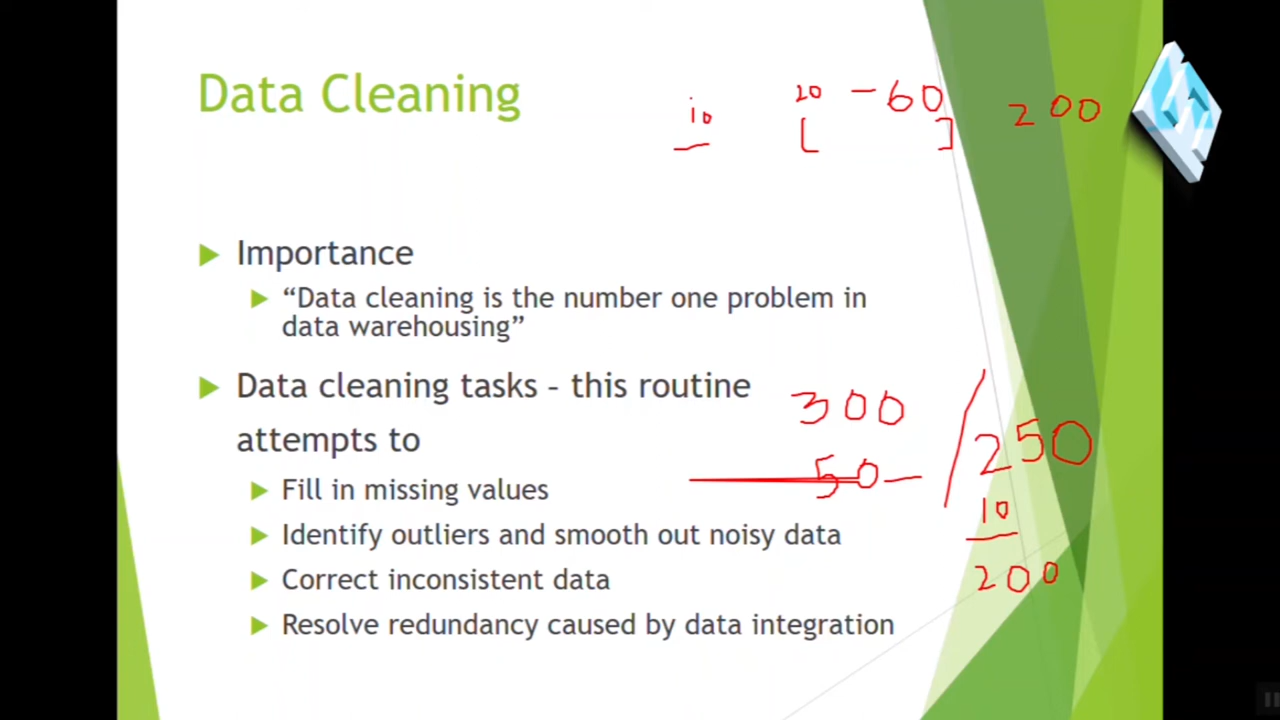 Data Cleaning
10 20 - 60 200
[ ]
Importance
“Data cleaning is the number one problem in
data warehousing”
Data cleaning tasks – this routine
attempts to
300
250
50
Fill in missing values
10
Identify outliers and smooth out noisy data
Correct inconsistent data
200
Resolve redundancy caused by data integration